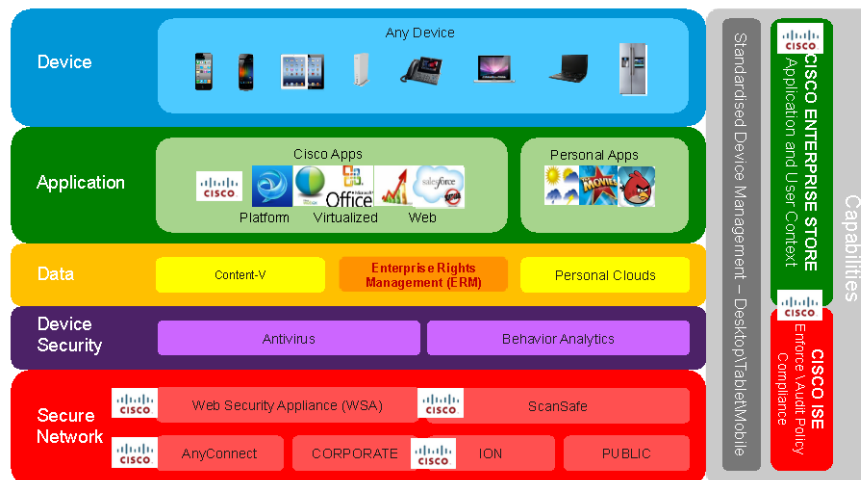 Device
Any Device
Application
Cisco Apps
CISCO
Office
salesforce
Platform Virtualized Web
Personal Apps
MOVIE
Data
Content-V
Enterprise Rights
Management (ERM)
Personal Clouds
Device
Security
Antivirus
Behavior Analytics
Secure
Network
CISCO
Web Security Appliance (WSA)
CISCO
ScanSafe
CISCO
AnyConnect
CORPORATE
CISCO
ION
PUBLIC
Standardised Device Management – Desktop\Tablet\Mobile
CISCO
CISCO ENTERPRISE STORE
Application and User Context
CISCO
CISCO ISE
Enforce \ Audit Policy
Compliance
Capabilities